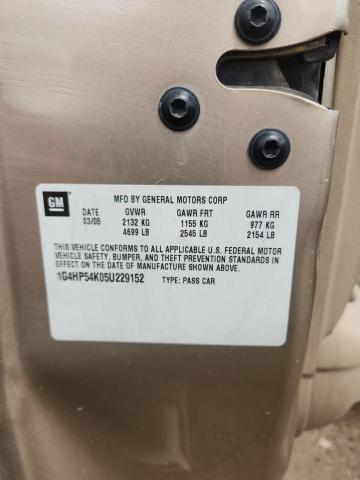 GM
MFD BY GENERAL MOTORS CORP
DATE GVWR GAWR FRT GAWR RR
03/05 2132 KG 1155 KG 977 KG
4699 LB 2545 LB 2154 LB
THIS VEHICLE CONFORMS TO ALL APPLICABLE U.S. FEDERAL MOTOR
VEHICLE SAFETY, BUMPER, AND THEFT PREVENTION STANDARDS IN
EFFECT ON THE DATE OF MANUFACTURE SHOWN ABOVE.
1G4HP54K05U229152 TYPE: PASS CAR